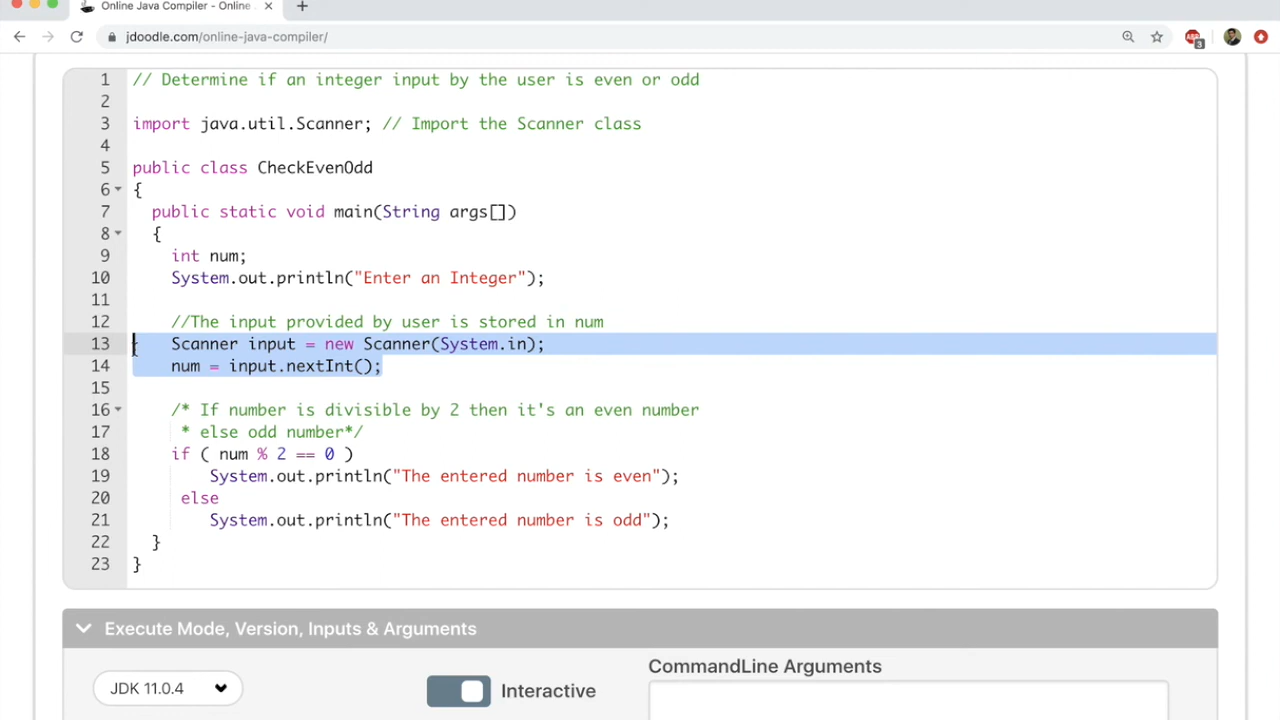 Online Java Compiler - Online
jdoodle.com/online-java-compiler/
3
1 // Determine if an integer input by the user is even or odd
2
3 import java.util.Scanner; // Import the Scanner class
4
5 public class CheckEvenOdd
6 {
7 public static void main(String args[])
8 {
9 int num;
10 System.out.println("Enter an Integer");
11
12 //The input provided by user is stored in num
13 Scanner input = new Scanner(System.in);
14 num = input.nextInt();
15
16 /* If number is divisible by 2 then it's an even number
17 * else odd number*/
18 if ( num % 2 == 0 )
19 System.out.println("The entered number is even");
20 else
21 System.out.println("The entered number is odd");
22 }
23 }
Execute Mode, Version, Inputs & Arguments
CommandLine Arguments
JDK 11.0.4 Interactive